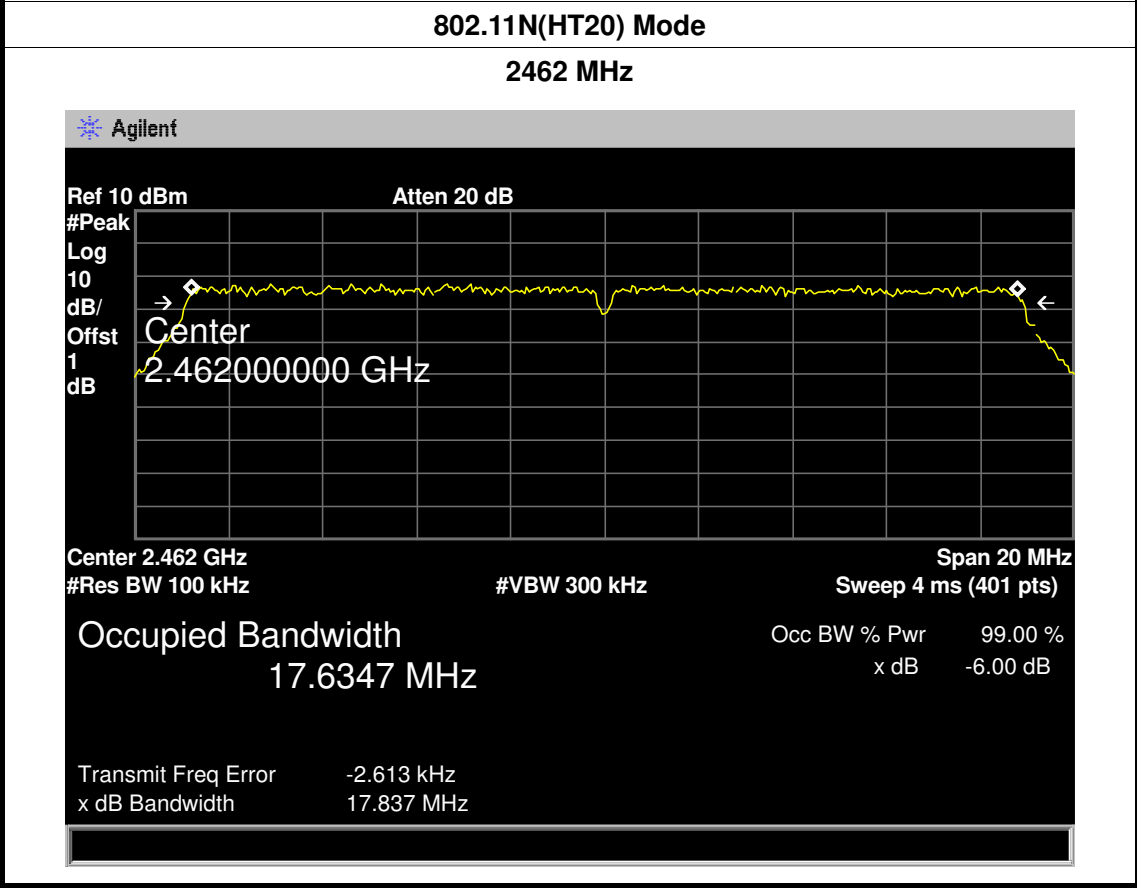 802.11N(HT20) Mode
2462 MHz
Agilent
Ref 10 dBm Atten 20 dB
#Peak
Log
10
dB/
Offst
1
dB
Center
2.462000000 GHz
Center 2.462 GHz Span 20 MHz
#Res BW 100 kHz #VBW 300 kHz Sweep 4 ms (401 pts)
Occupied Bandwidth Occ BW % Pwr 99.00 %
17.6347 MHz x dB -6.00 dB
Transmit Freq Error -2.613 kHz
x dB Bandwidth 17.837 MHz